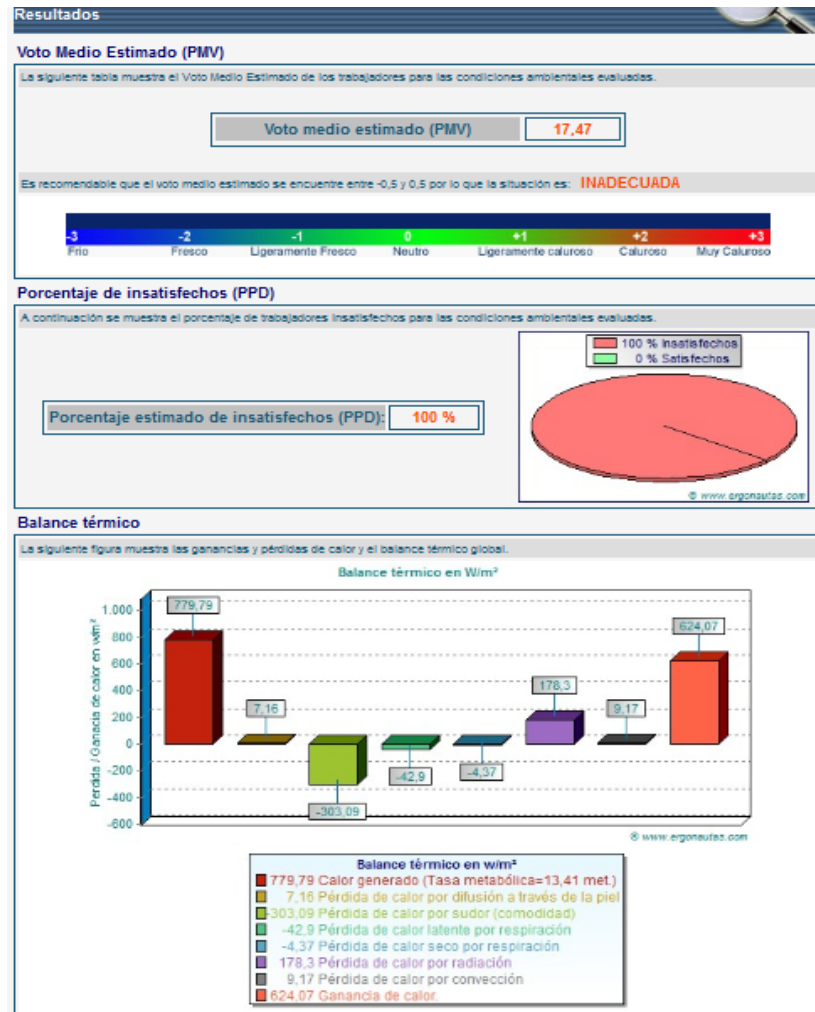 Resultados
Voto Medio Estimado (PMV)
La siguiente tabla muestra el Voto Medio Estimado de los trabajadores para las condiciones ambientales evaluadas.
Voto medio estimado (PMV) 17,47
Es recomendable que el voto medio estimado se encuentre entre -0,5 y 0,5 por lo que la situación es: INADECUADA
-3 -2 -1 0 +1 +2 +3
Frio Fresco Ligeramente Fresco Neutro Ligeramente caluroso Caluroso Muy Caluroso
Porcentaje de insatisfechos (PPD)
A continuación se muestra el porcentaje de trabajadores insatisfechos para las condiciones ambientales evaluadas.
100 % Insatisfechos
0 % Satisfechos
Porcentaje estimado de insatisfechos (PPD): 100 %
® www.ergonautas.com
Balance térmico
La siguiente figura muestra las ganancias y pérdidas de calor y el balance térmico global.
Balance tèrmico en W/m²
Perdida / Ganacia de calor en w/m²
1.000
800
600
400
200
0
-200
-400
-600
779,79
7,16
-303,09
-42,9
-4,37
178,3
9,17
624,07
® www.ergonautas.com
Balance térmico en w/m²
779,79 Calor generado (Tasa metabólica=13,41 met.)
7,16 Pérdida de calor por difusión a través de la piel
-303,09 Pérdida de calor por sudor (comodidad)
-42,9 Pérdida de calor latente por respiración
-4,37 Pérdida de calor seco por respiración
178,3 Pérdida de calor por radiación
9,17 Pérdida de calor por convección
624,07 Ganancia de calor.